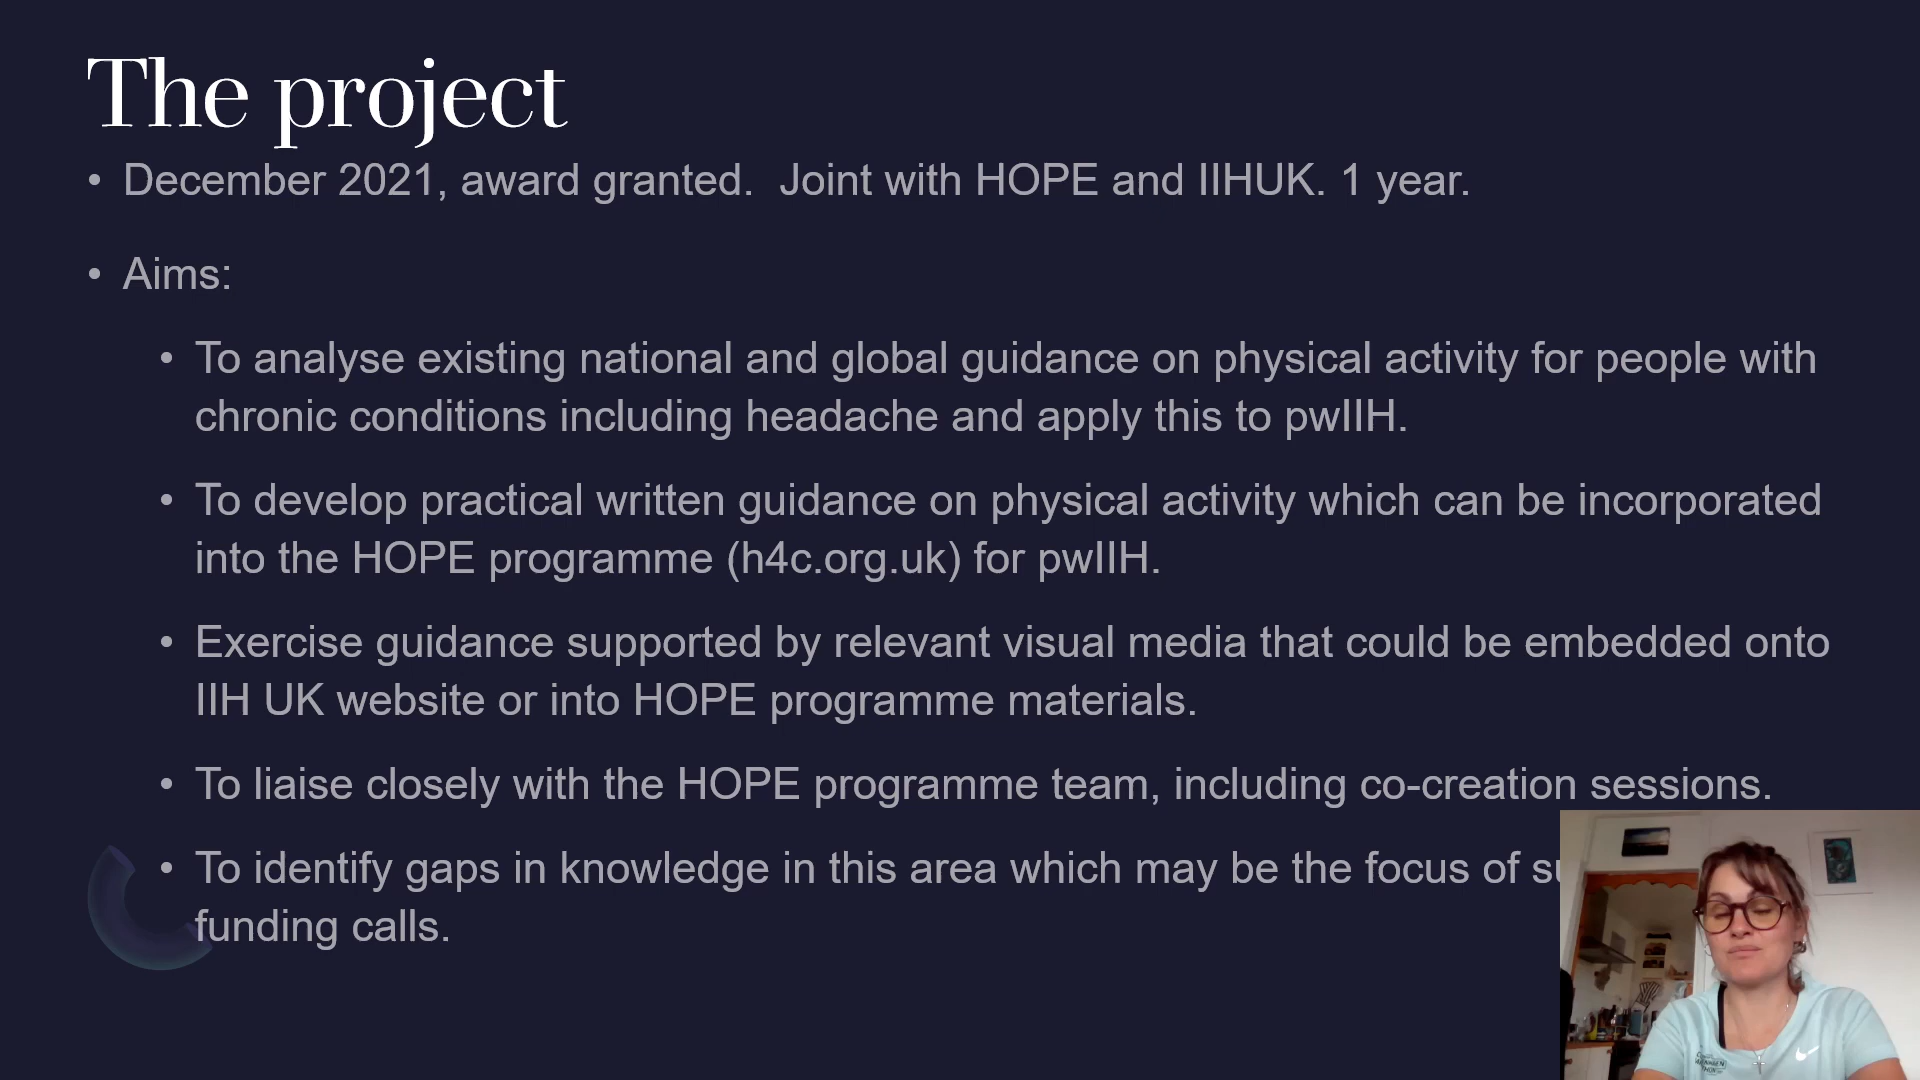 The project
• December 2021, award granted.  Joint with HOPE and IIHUK. 1 year.
• Aims:
• To analyse existing national and global guidance on physical activity for people with
chronic conditions including headache and apply this to pwIIH.
• To develop practical written guidance on physical activity which can be incorporated
into the HOPE programme (h4c.org.uk) for pwIIH.
• Exercise guidance supported by relevant visual media that could be embedded onto
IIH UK website or into HOPE programme materials.
• To liaise closely with the HOPE programme team, including co-creation sessions.
• To identify gaps in knowledge in this area which may be the focus of
funding calls.